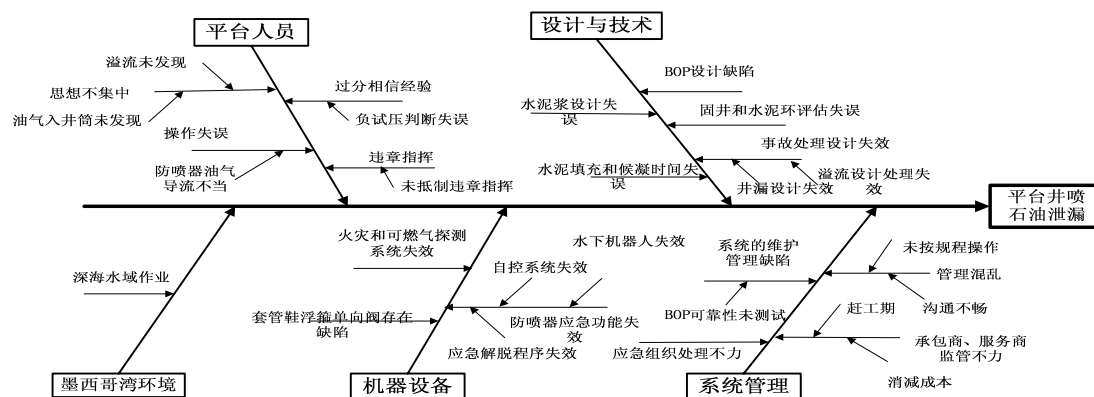 平台人员
设计与技术
溢流未发现
思想不集中
油气入井筒未发现
过分相信经验
负试压判断失误
操作失误
防喷器油气
导流不当
违章指挥
未抵制违章指挥
BOP设计缺陷
水泥浆设计失
误
固井和水泥环评估失误
事故处理设计失效
水泥填充和候凝时间失
误
井漏设计失效
溢流设计处理失
效
平台井喷
石油泄漏
深海水域作业
火灾和可燃气探测
系统失效
水下机器人失效
自控系统失效
套管鞋浮箍单向阀存在
缺陷
防喷器应急功能失
效
应急解脱程序失效
系统的维护
管理缺陷
未按规程操作
管理混乱
BOP可靠性未测试
沟通不畅
赶工期
应急组织处理不力
承包商、服务商
监管不力
消减成本
墨西哥湾环境
机器设备
系统管理